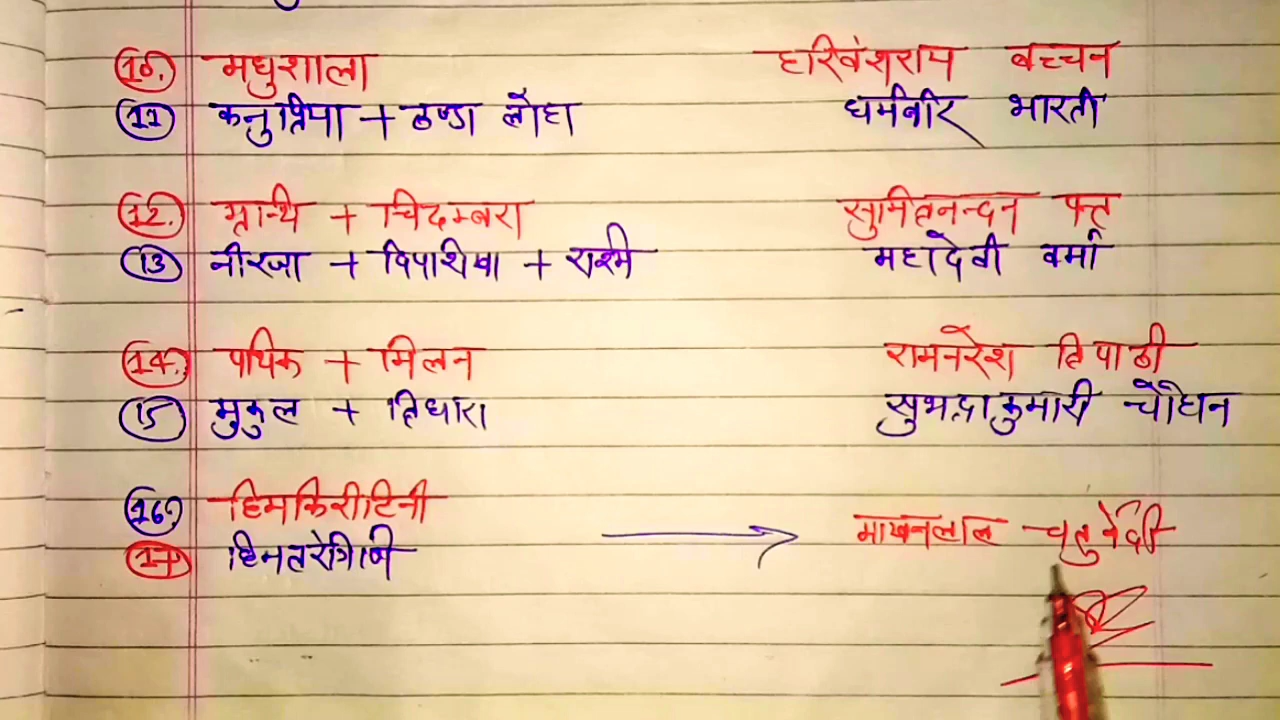 10. मधुशाला हरिवंशराय बच्चन
11 कनुप्रिया + ठण्डा लोहा धर्मवीर भारती
12. ग्रन्थि + चिदम्बरा सुमित्रनन्दन पन्त
13 नीरजा + दिपशिखा + रश्मि महादेवी वर्मा
14. पथिक + मिलन रामनरेश त्रिपाठी
15 मुकुल + त्रिधारा सुभद्राकुमारी चौहान
16. हिमकिरीटिनी
17 हिमतरंगिणी → माखनलाल चतुर्वेदी